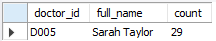 doctor_id full_name count
D005 Sarah Taylor 29